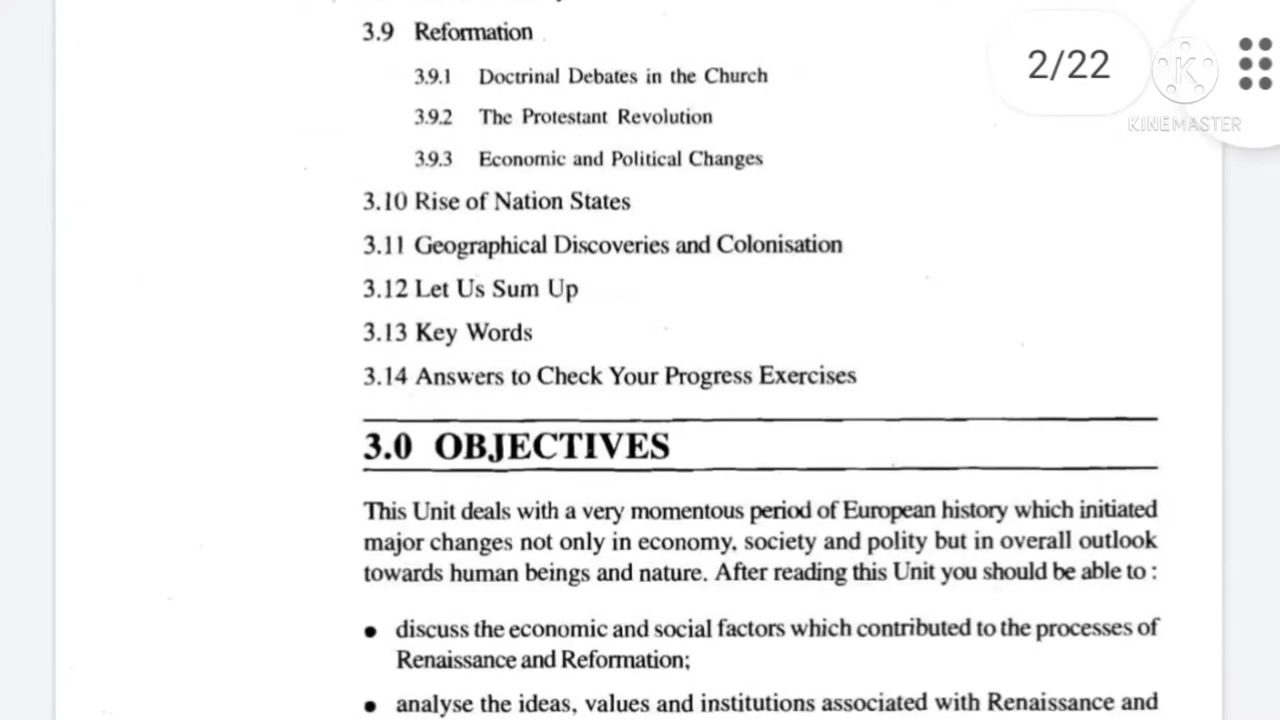 3.9 Reformation
3.9.1 Doctrinal Debates in the Church
3.9.2 The Protestant Revolution
3.9.3 Economic and Political Changes
3.10 Rise of Nation States
3.11 Geographical Discoveries and Colonisation
3.12 Let Us Sum Up
3.13 Key Words
3.14 Answers to Check Your Progress Exercises
2/22
K
KINEMASTER
3.0 OBJECTIVES
This Unit deals with a very momentous period of European history which initiated
major changes not only in economy, society and polity but in overall outlook
towards human beings and nature. After reading this Unit you should be able to :
● discuss the economic and social factors which contributed to the processes of
Renaissance and Reformation;
● analyse the ideas, values and institutions associated with Renaissance and